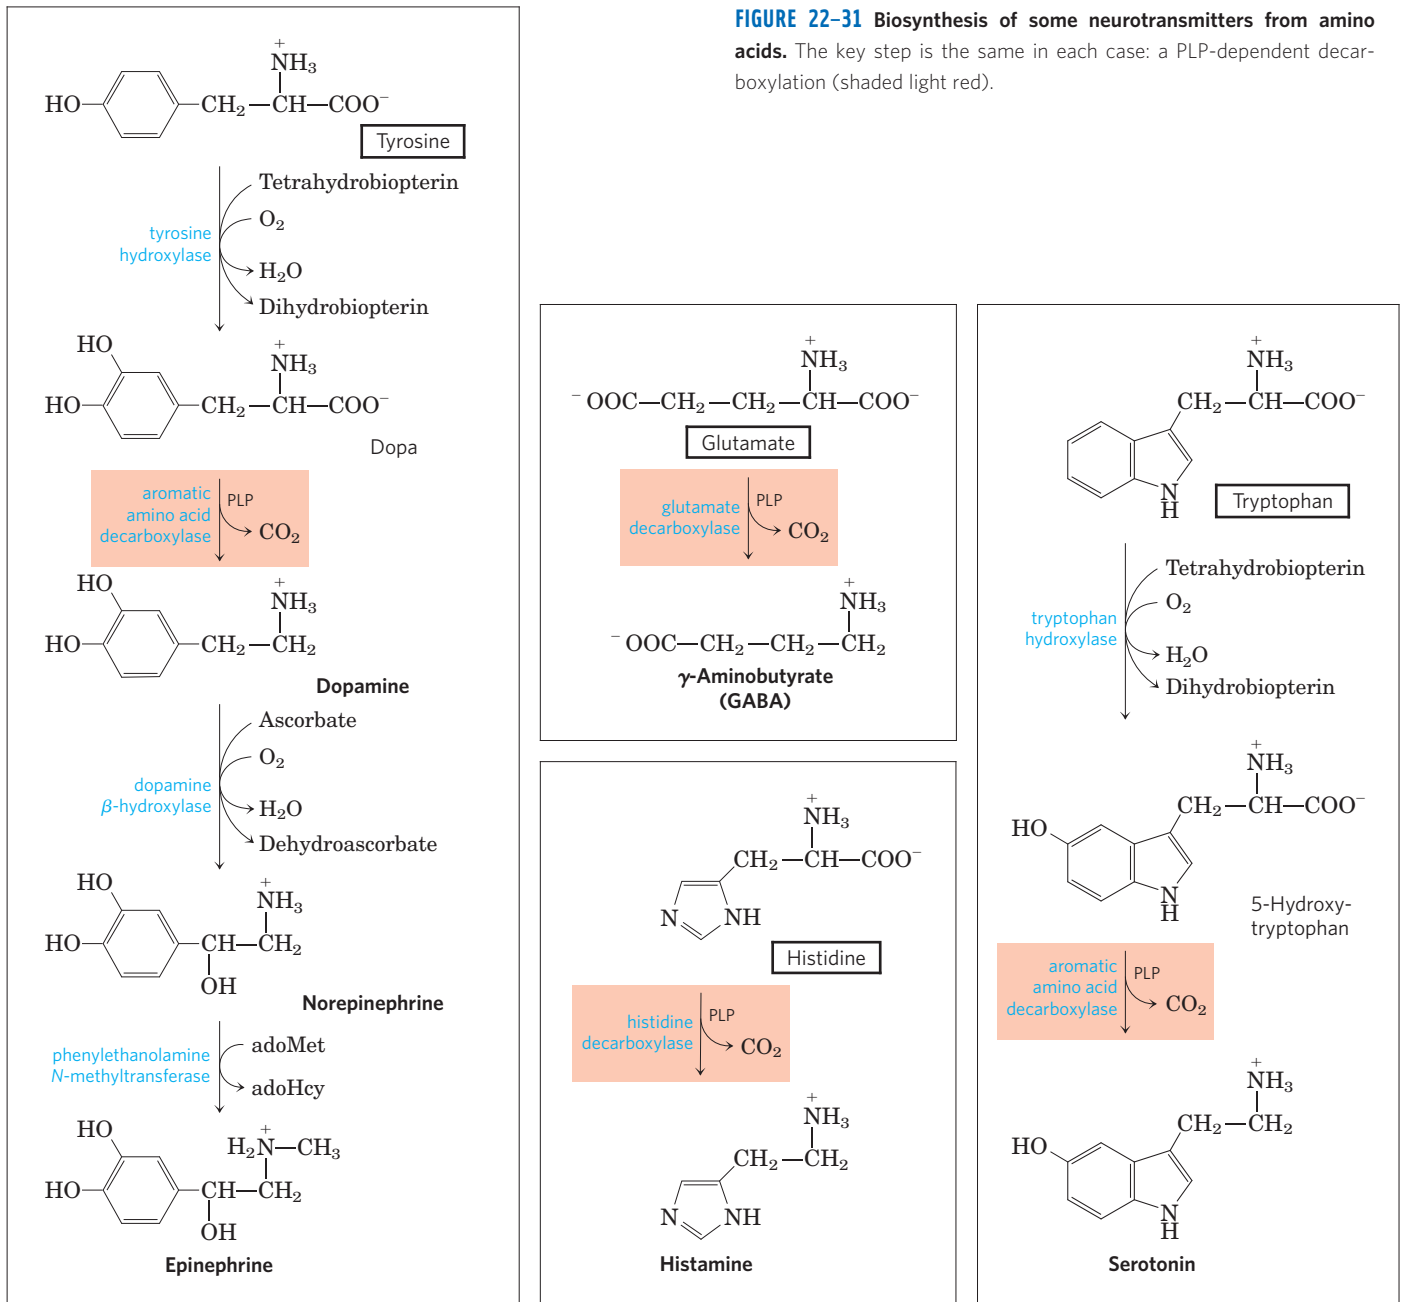 FIGURE 22–31 Biosynthesis of some neurotransmitters from amino
acids. The key step is the same in each case: a PLP-dependent decar-
boxylation (shaded light red).
+
NH₃
HO CH₂—CH—COO⁻
Tyrosine
Tetrahydrobiopterin
O₂
tyrosine
hydroxylase
H₂O
Dihydrobiopterin
HO
+
NH₃
HO CH₂—CH—COO⁻
Dopa
aromatic
amino acid
decarboxylase
PLP
CO₂
HO
+
NH₃
HO CH₂—CH₂
Dopamine
Ascorbate
O₂
dopamine
β-hydroxylase
H₂O
Dehydroascorbate
HO
+
NH₃
HO CH—CH₂
OH
Norepinephrine
phenylethanolamine
N-methyltransferase
adoMet
adoHcy
HO
+
H₂N—CH₃
HO CH—CH₂
OH
Epinephrine
+
NH₃
⁻OOC—CH₂—CH₂—CH—COO⁻
Glutamate
glutamate
decarboxylase
PLP
CO₂
+
NH₃
⁻OOC—CH₂—CH₂—CH₂
γ-Aminobutyrate
(GABA)
+
NH₃
CH₂—CH—COO⁻
N NH
Histidine
histidine
decarboxylase
PLP
CO₂
+
NH₃
CH₂—CH₂
N NH
Histamine
+
NH₃
CH₂—CH—COO⁻
N
H
Tryptophan
Tetrahydrobiopterin
O₂
tryptophan
hydroxylase
H₂O
Dihydrobiopterin
+
NH₃
CH₂—CH—COO⁻
HO
N
H
5-Hydroxy-
tryptophan
aromatic
amino acid
decarboxylase
PLP
CO₂
+
NH₃
CH₂—CH₂
HO
N
H
Serotonin